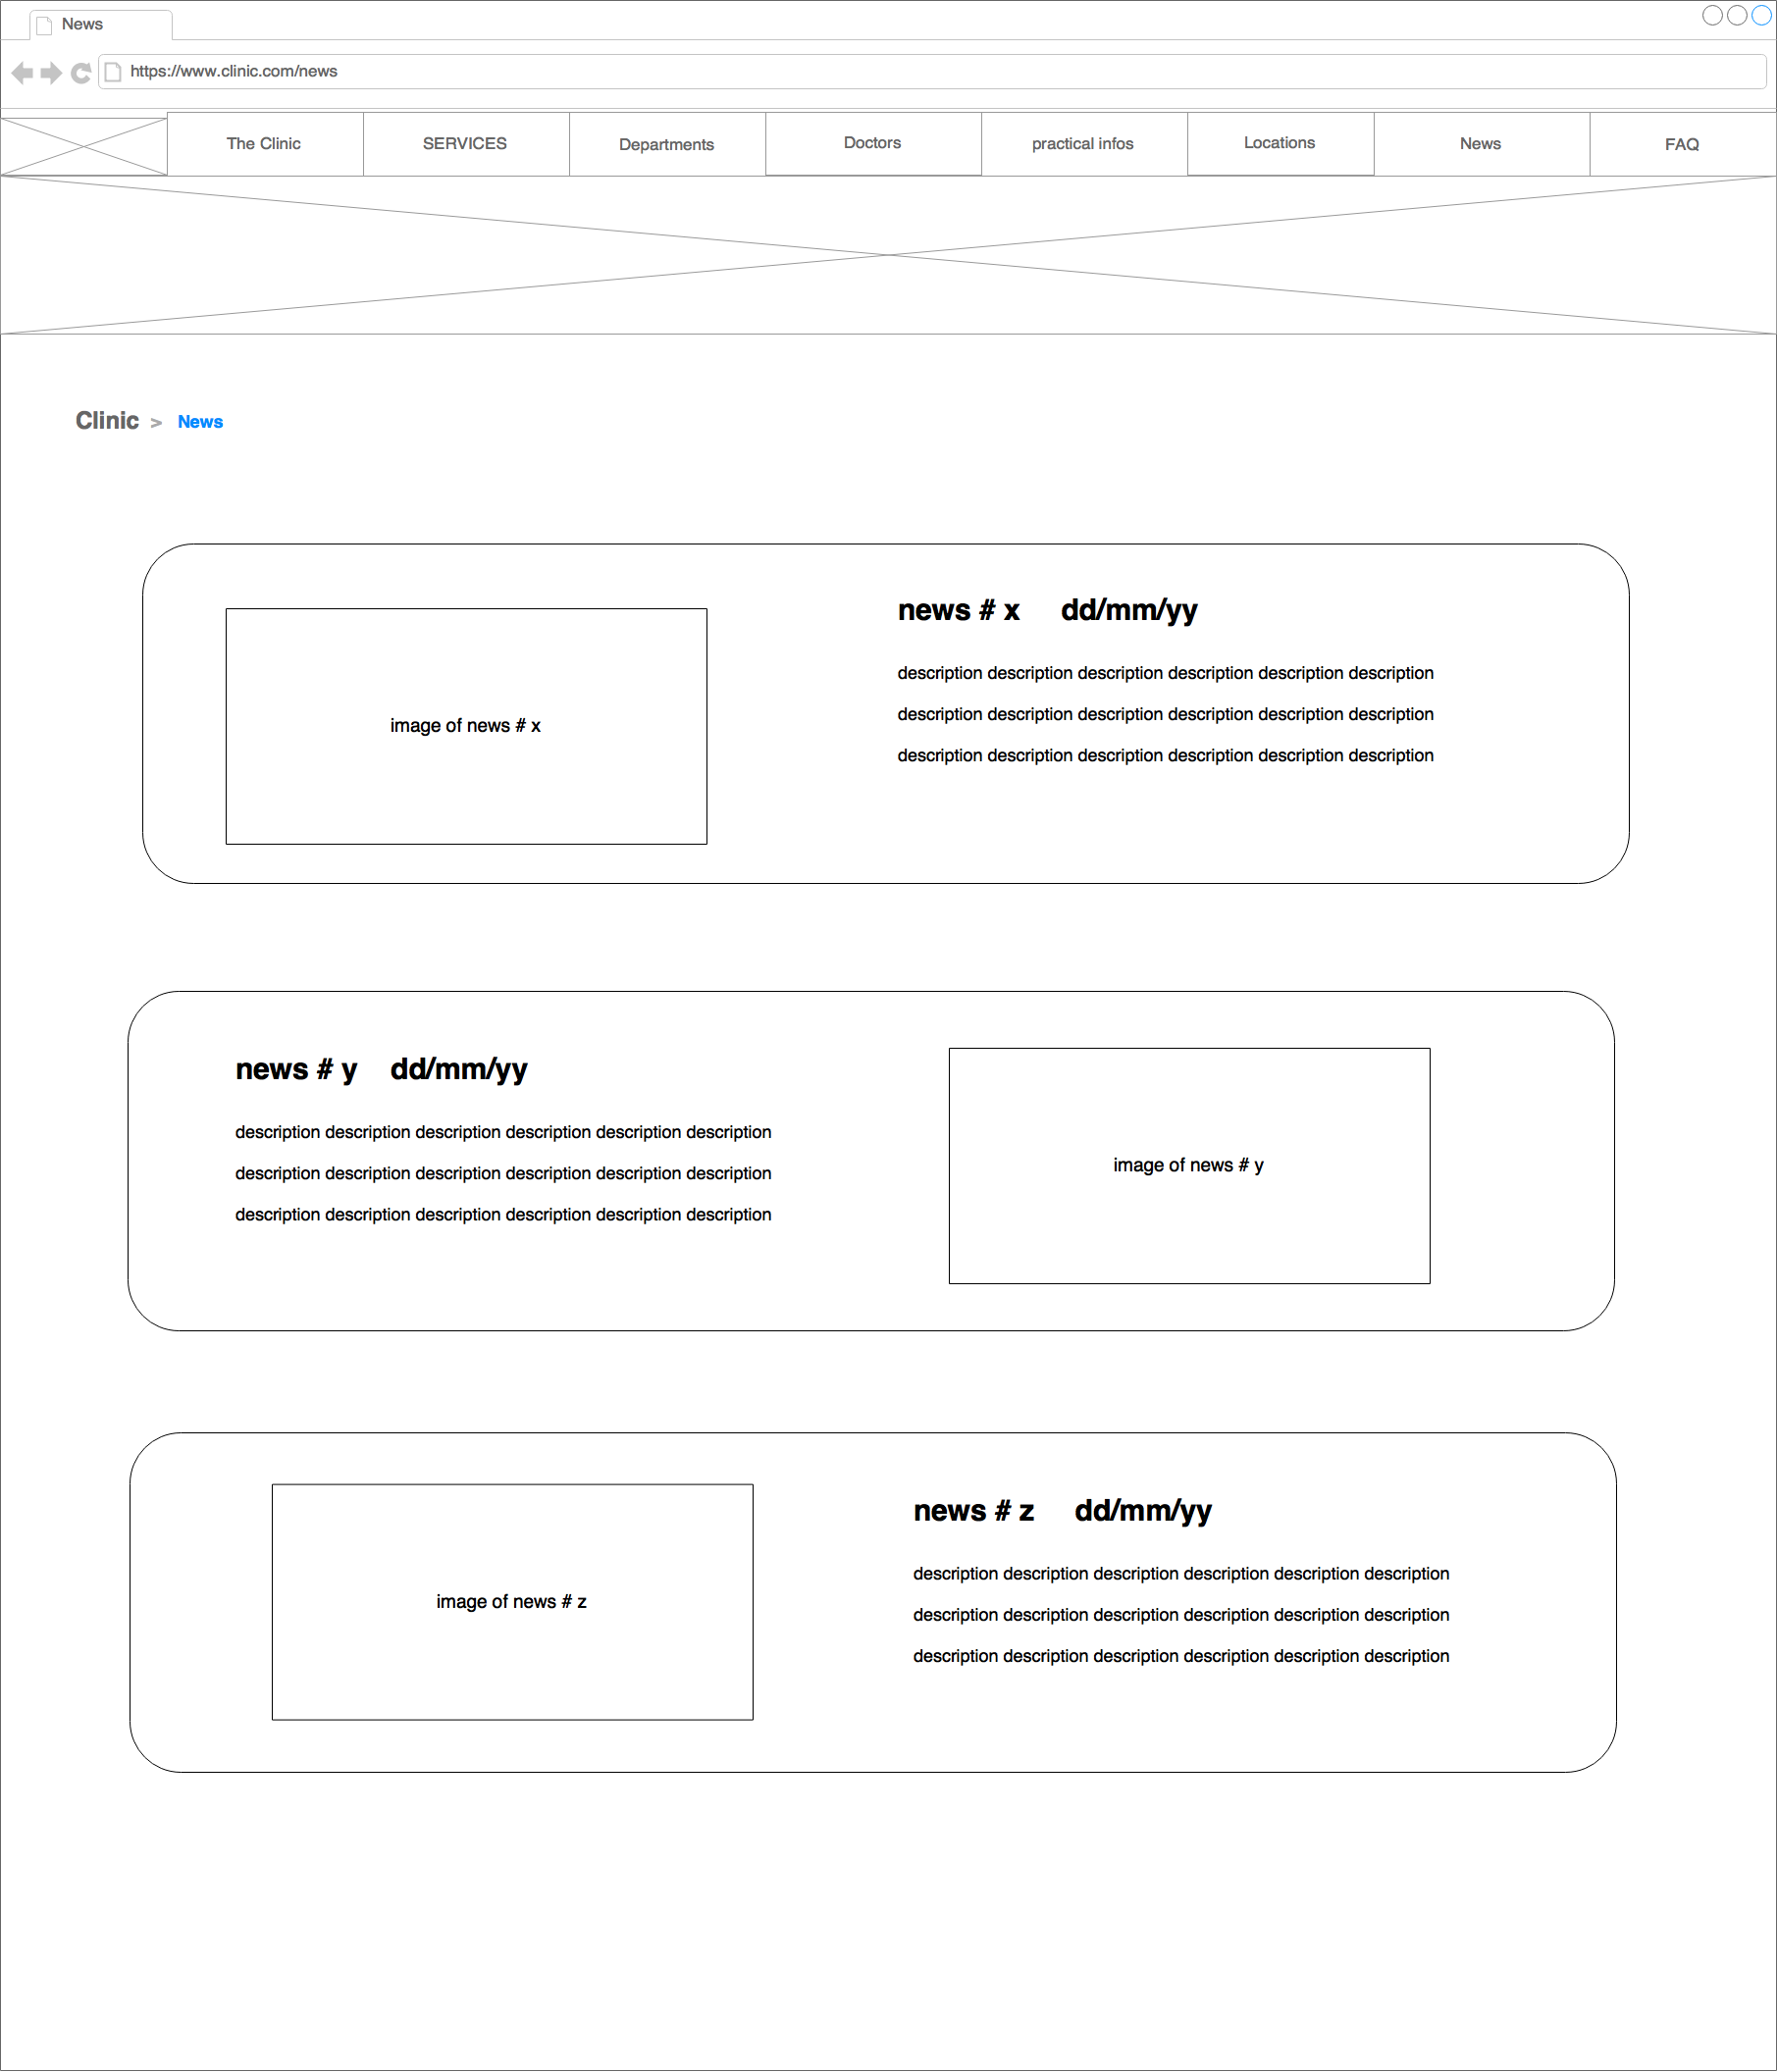 News
https://www.clinic.com/news
The Clinic
SERVICES
Departments
Doctors
practical infos
Locations
News
FAQ
Clinic > News
news # x dd/mm/yy
description description description description description description
description description description description description description
description description description description description description
image of news # x
news # y dd/mm/yy
description description description description description description
description description description description description description
description description description description description description
image of news # y
news # z dd/mm/yy
description description description description description description
description description description description description description
description description description description description description
image of news # z